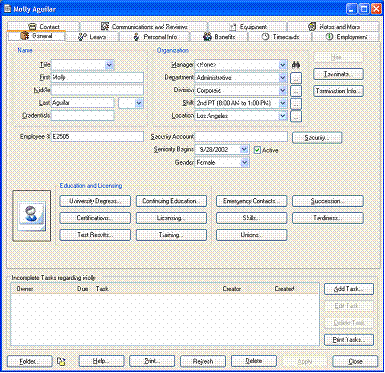 Molly Aguilar
Contact Communications and Reviews Equipment Notes and More
General Leaves Personal Info Benefits Timecards Employment
Name Organization
Title Manager <None> Hire
First Molly Department Administrative ... Terminate...
Middle Division Corporate ... Termination Info...
Last Aguilar Shift 2nd PT (8:00 AM to 1:00 PM) ...
Credentials Location Los Angeles ...
Employee # E2505 Security Account Security...
Seniority Begins 9/28/2002 Active
Gender Female
Education and Licensing
University Degrees... Continuing Education... Emergency Contacts... Succession...
Certifications... Licensing... Skills... Tardiness...
Test Results... Training... Unions...
Incomplete Tasks regarding Molly
Owner Due Task Creator Created
Add Task...
Edit Task...
Delete Task
Print Tasks...
Folder... Help... Print... Refresh Delete Apply Close